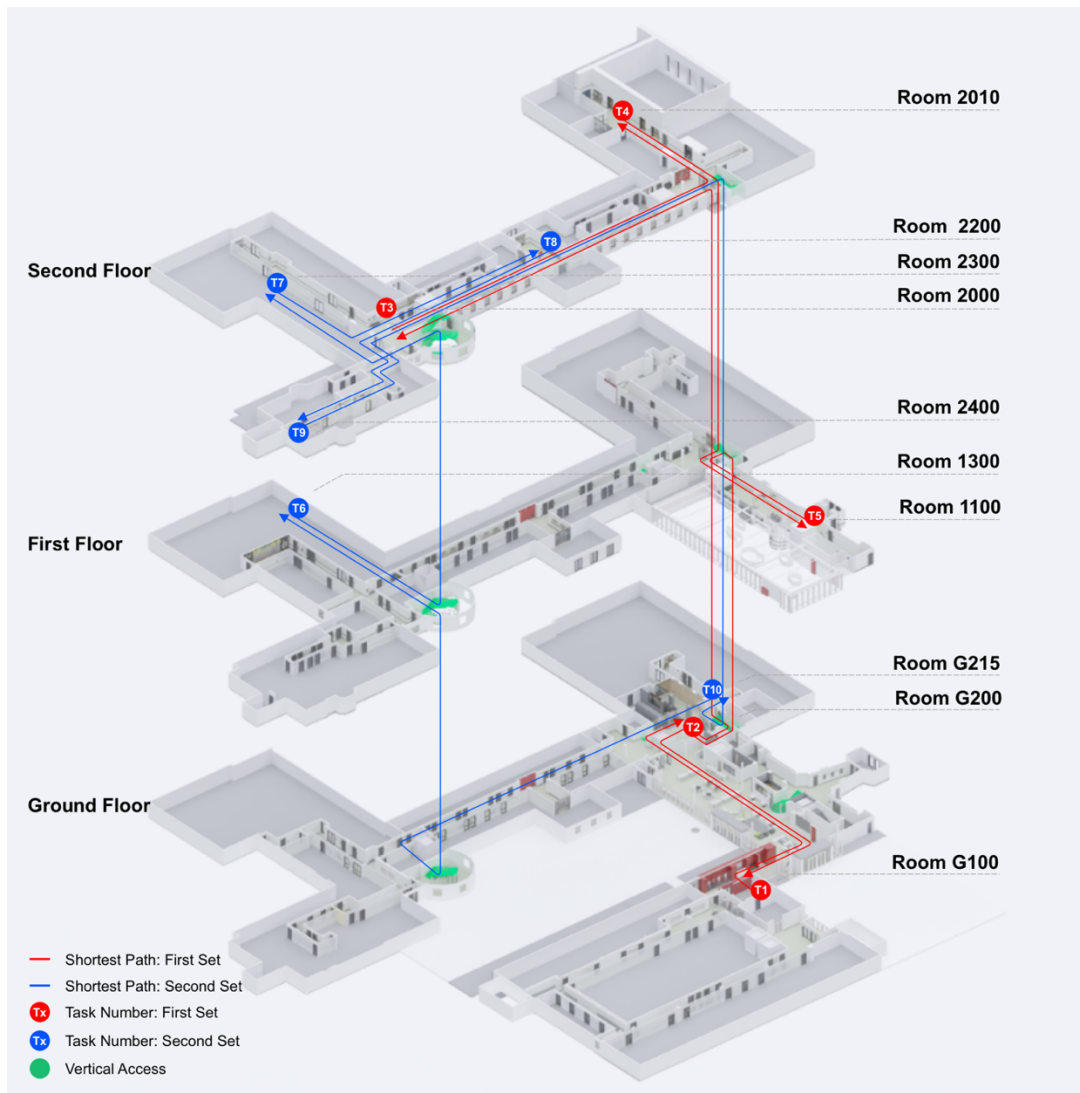 T4
Room 2010
T8
Room  2200
Second Floor
Room 2300
T7
Room 2000
T3
Room 2400
T9
Room 1300
T6
Room 1100
T5
First Floor
Room G215
T10
Room G200
T2
Ground Floor
Room G100
T1
Shortest Path: First Set
Shortest Path: Second Set
Tx Task Number: First Set
Tx Task Number: Second Set
Vertical Access